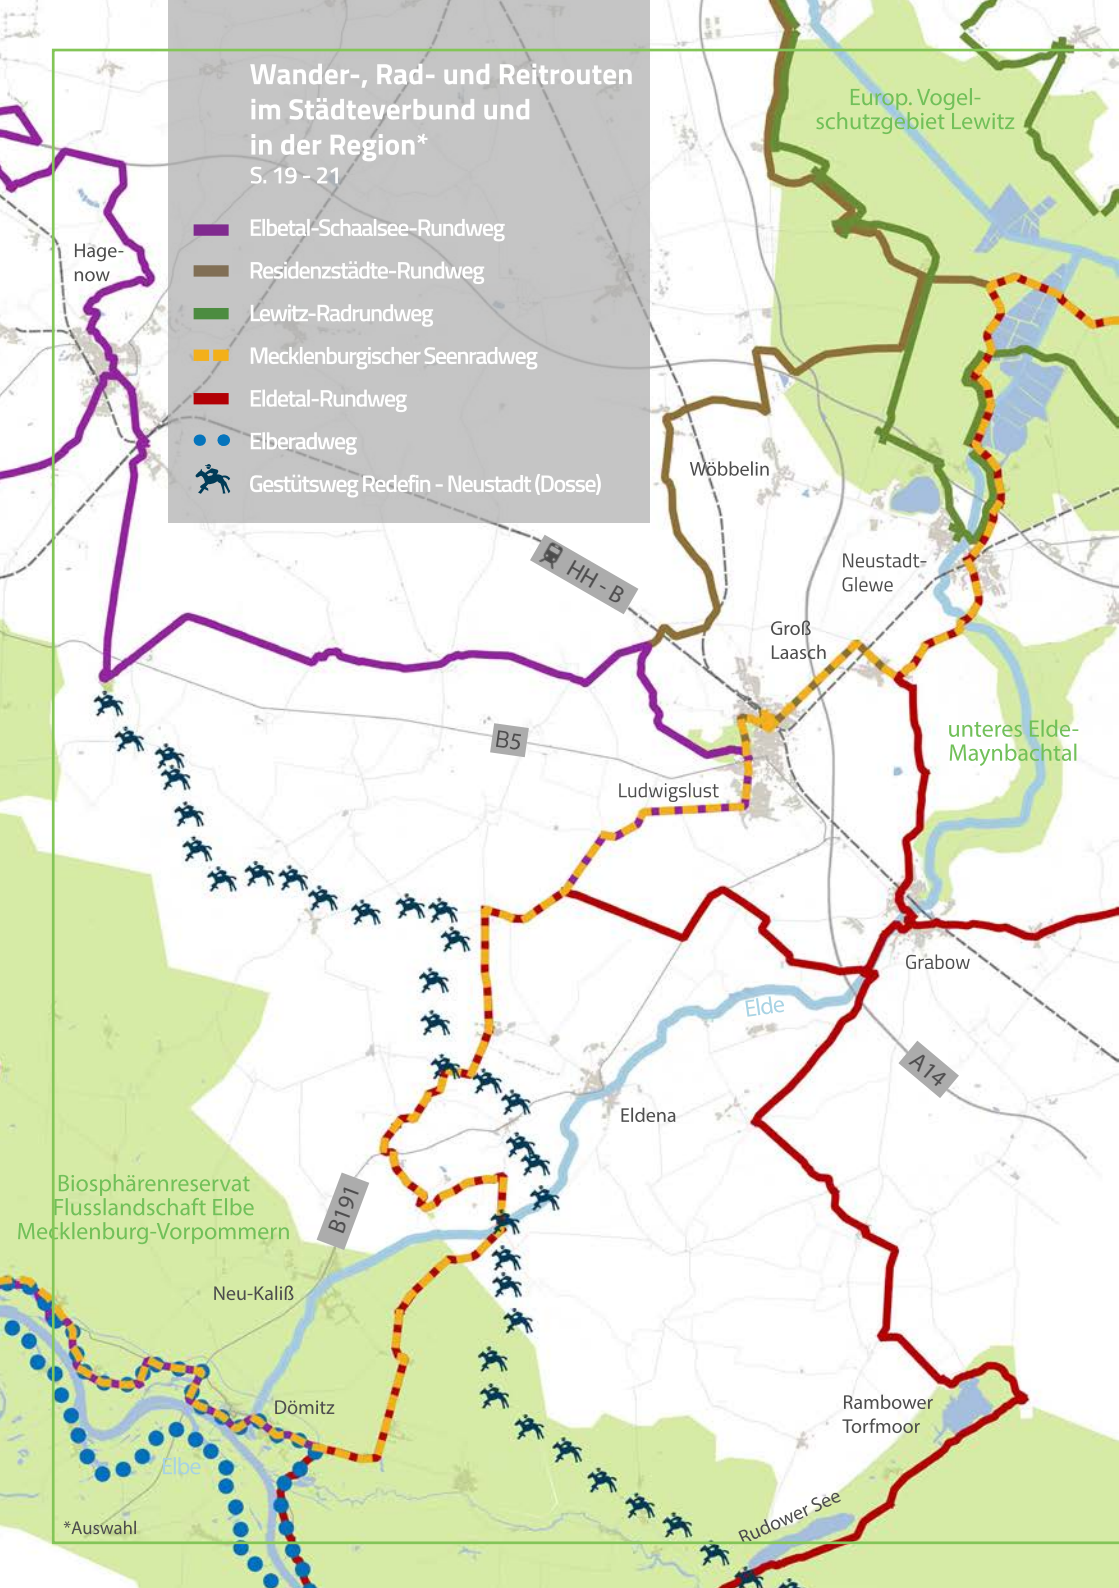 Wander-, Rad- und Reitrouten
im Städteverbund und
in der Region*
S. 19 - 21
Elbetal-Schaalsee-Rundweg
Residenzstädte-Rundweg
Lewitz-Radrundweg
Mecklenburgischer Seenradweg
Eldetal-Rundweg
Elberadweg
Gestütsweg Redefin - Neustadt (Dosse)
Europ. Vogel-
schutzgebiet Lewitz
Hage-
now
Wöbbelin
HH - B
Neustadt-
Glewe
Groß
Laasch
B5
unteres Elde-
Maynbachtal
Ludwigslust
Grabow
Elde
A14
Eldena
Biosphärenreservat
Flusslandschaft Elbe
Mecklenburg-Vorpommern
B191
Neu-Kaliß
Dömitz
Rambower
Torfmoor
Elbe
Rudower See
*Auswahl